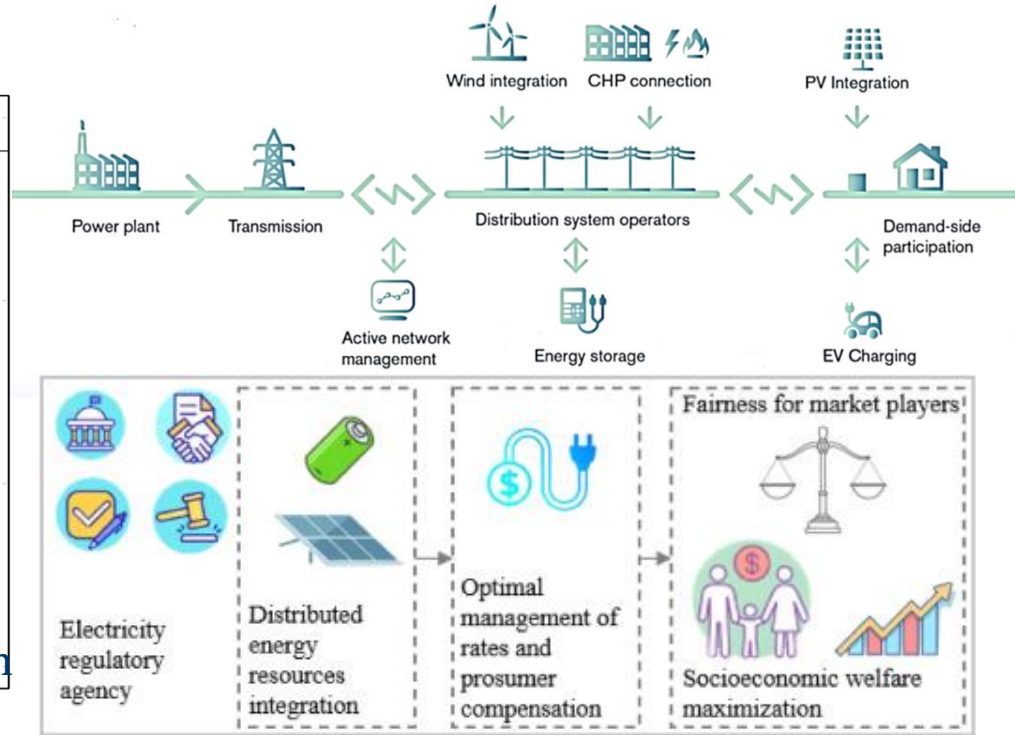 Wind integration
CHP connection
PV Integration
Power plant
Transmission
Distribution system operators
Demand-side
participation
Active network
management
Energy storage
EV Charging
Electricity
regulatory
agency
Distributed
energy
resources
integration
$
Optimal
management of
rates and
prosumer
compensation
Fairness for market players
$
Socioeconomic welfare
maximization